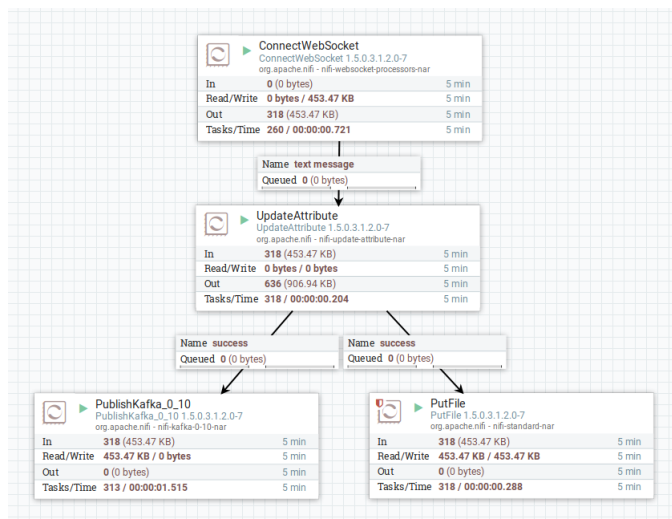 ConnectWebSocket
ConnectWebSocket 1.5.0.3.1.2.0-7
org.apache.nifi - nifi-websocket-processors-nar
In 0 (0 bytes) 5 min
Read/Write 0 bytes / 453.47 KB 5 min
Out 318 (453.47 KB) 5 min
Tasks/Time 260 / 00:00:00.721 5 min
Name text message
Queued 0 (0 bytes)
UpdateAttribute
UpdateAttribute 1.5.0.3.1.2.0-7
org.apache.nifi - nifi-update-attribute-nar
In 318 (453.47 KB) 5 min
Read/Write 0 bytes / 0 bytes 5 min
Out 636 (906.94 KB) 5 min
Tasks/Time 318 / 00:00:00.204 5 min
Name success
Queued 0 (0 bytes)
Name success
Queued 0 (0 bytes)
PublishKafka_0_10
PublishKafka_0_10 1.5.0.3.1.2.0-7
org.apache.nifi - nifi-kafka-0-10-nar
In 318 (453.47 KB) 5 min
Read/Write 453.47 KB / 0 bytes 5 min
Out 0 (0 bytes) 5 min
Tasks/Time 313 / 00:00:01.515 5 min
PutFile
PutFile 1.5.0.3.1.2.0-7
org.apache.nifi - nifi-standard-nar
In 318 (453.47 KB) 5 min
Read/Write 453.47 KB / 453.47 KB 5 min
Out 0 (0 bytes) 5 min
Tasks/Time 318 / 00:00:00.288 5 min